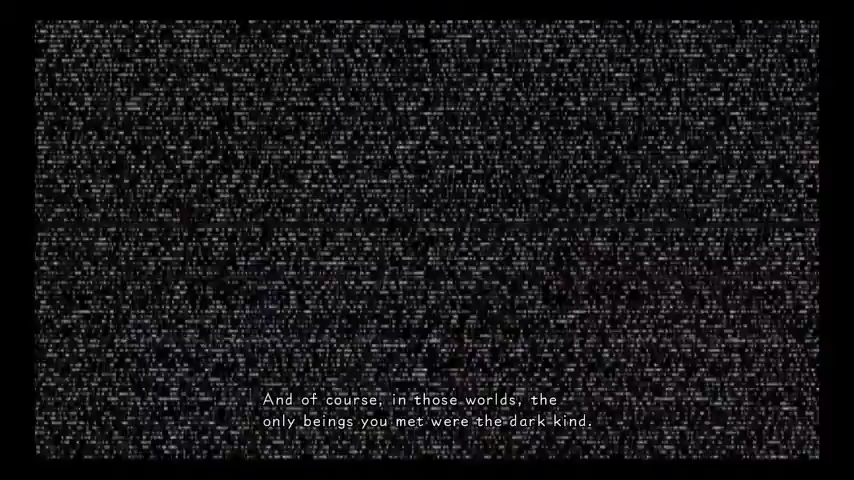 And of course, in those worlds, the
only beings you met were the dark kind.